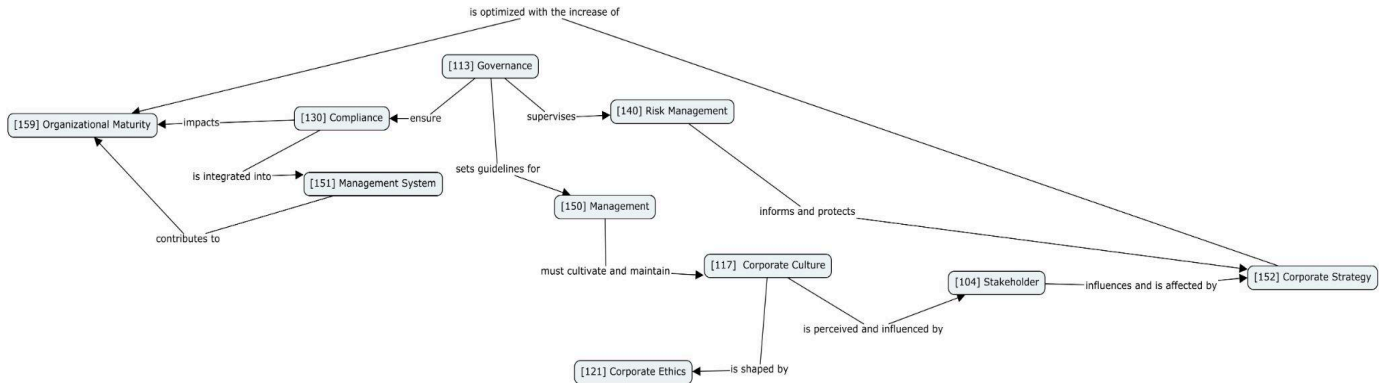 is optimized with the increase of
[113] Governance
[159] Organizational Maturity
impacts
[130] Compliance
ensure
supervises
[140] Risk Management
is integrated into
[151] Management System
sets guidelines for
[150] Management
informs and protects
contributes to
must cultivate and maintain
[117] Corporate Culture
[104] Stakeholder
influences and is affected by
[152] Corporate Strategy
is perceived and influenced by
[121] Corporate Ethics
is shaped by